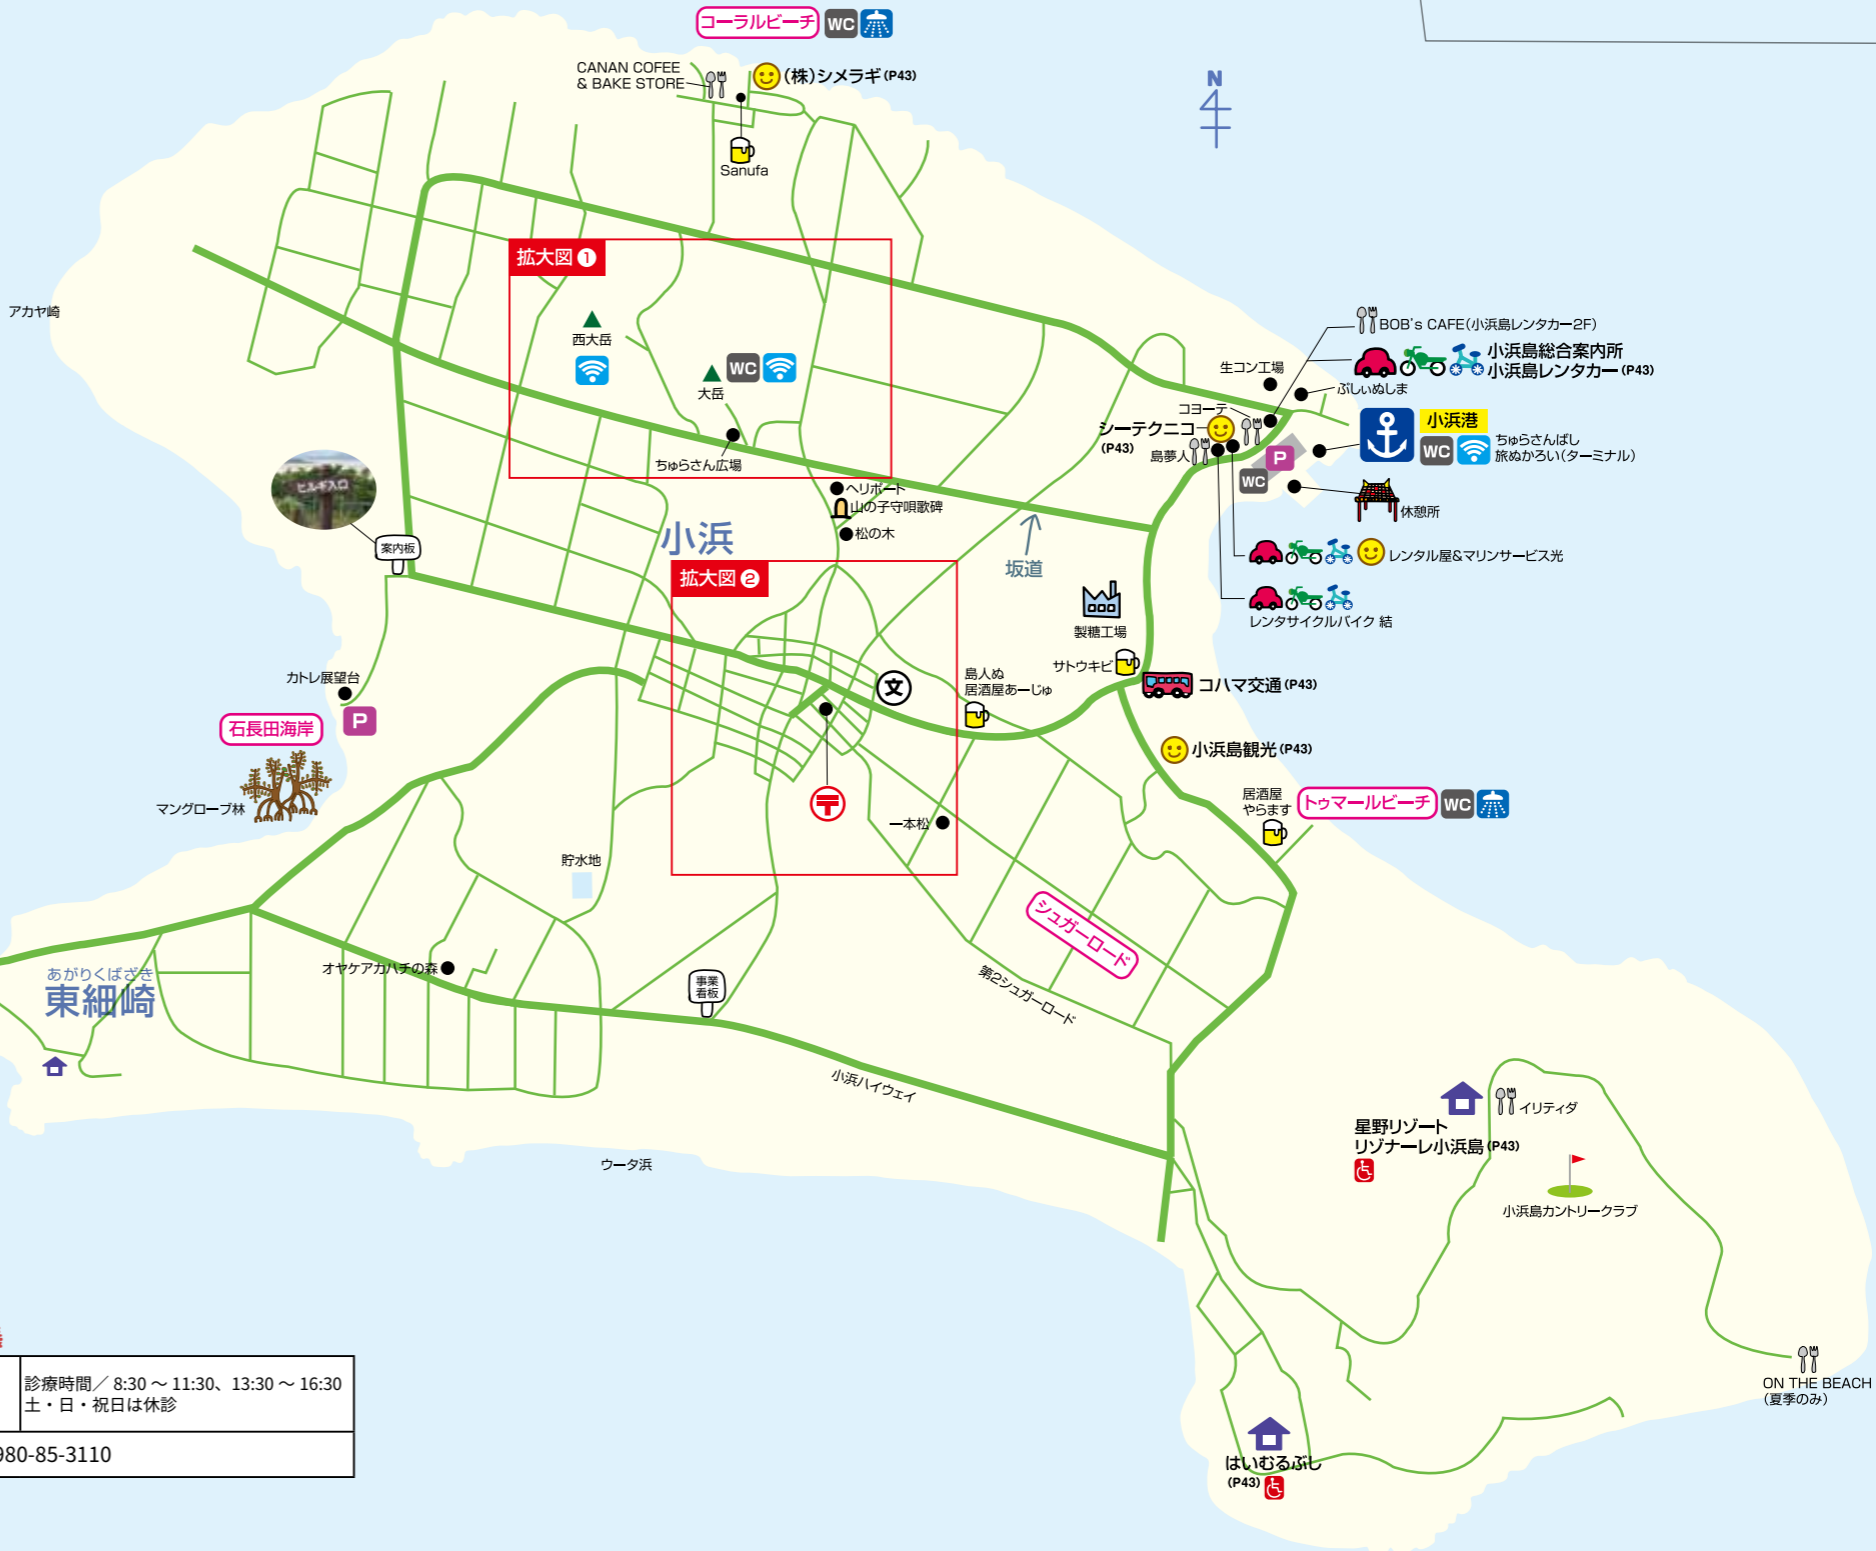 コーラルビーチ WC
CANAN COFEE
& BAKE STORE
(株)シメラギ(P43)
Sanufa
N
拡大図1
アカヤ崎
西大岳
大岳
WC
ちゅらさん広場
BOB's CAFE(小浜島レンタカー2F)
小浜島総合案内所
小浜島レンタカー(P43)
生コン工場
ぶしぃぬしま
コヨーテ
シーテクニコ
(P43)
島夢人
P
WC
小浜港
WC
ちゅらさんばし
旅ぬかろい(ターミナル)
休憩所
レンタル屋&マリンサービス光
レンタサイクルバイク 結
ヒルギ入口
案内板
ヘリポート
山の子守唄歌碑
松の木
小浜
坂道
拡大図2
製糖工場
サトウキビ
コハマ交通(P43)
文
島人ぬ
居酒屋あーじゅ
カトレ展望台
P
石長田海岸
マングローブ林
小浜島観光(P43)
居酒屋
やらます
トゥマールビーチ WC
〒
一本松
貯水地
シュガーロード
第2シュガーロード
オヤケアカハチの森
事業
看板
あがりくばざき
東細崎
小浜ハイウェイ
ウータ浜
イリティダ
星野リゾート
リゾナーレ小浜島(P43)
小浜島カントリークラブ
ON THE BEACH
(夏季のみ)
はいむるぶし
(P43)
診療時間／ 8:30 〜 11:30、13:30 〜 16:30
土・日・祝日は休診
980-85-3110